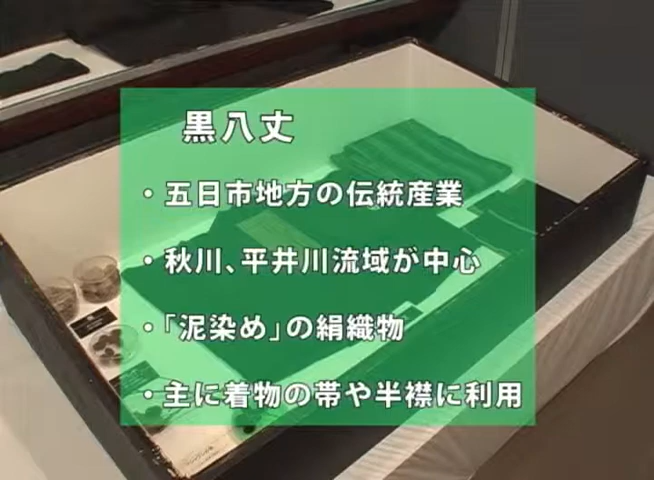 黒八丈
・五日市地方の伝統産業
・秋川、平井川流域が中心
・「泥染め」の絹織物
・主に着物の帯や半襟に利用